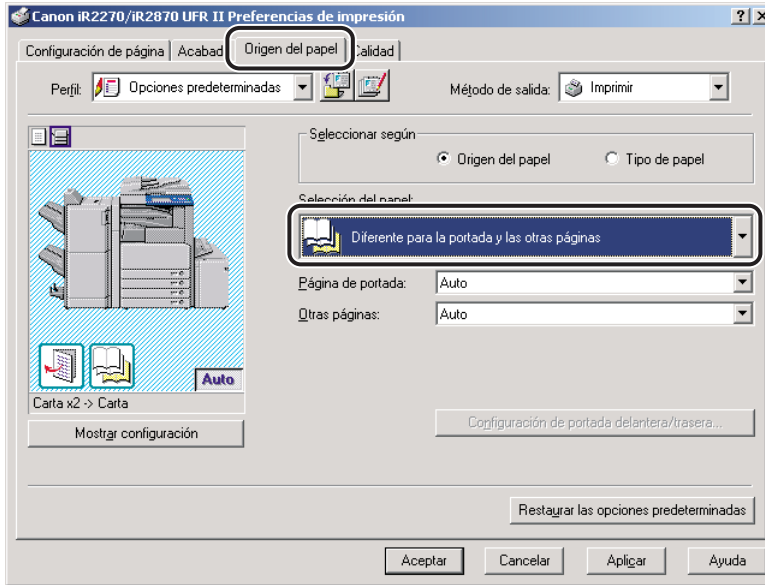 Canon iR2270/iR2870 UFR II Preferencias de impresión
Configuración de página Acabad Origen del papel Calidad
Perfil: Opciones predeterminadas Método de salida: Imprimir
Seleccionar según
Origen del papel Tipo de papel
Selección del papel:
Diferente para la portada y las otras páginas
Página de portada: Auto
Otras páginas: Auto
Auto
Carta x2 -> Carta
Configuración de portada delantera/trasera...
Mostrar configuración
Restaurar las opciones predeterminadas
Aceptar Cancelar Aplicar Ayuda